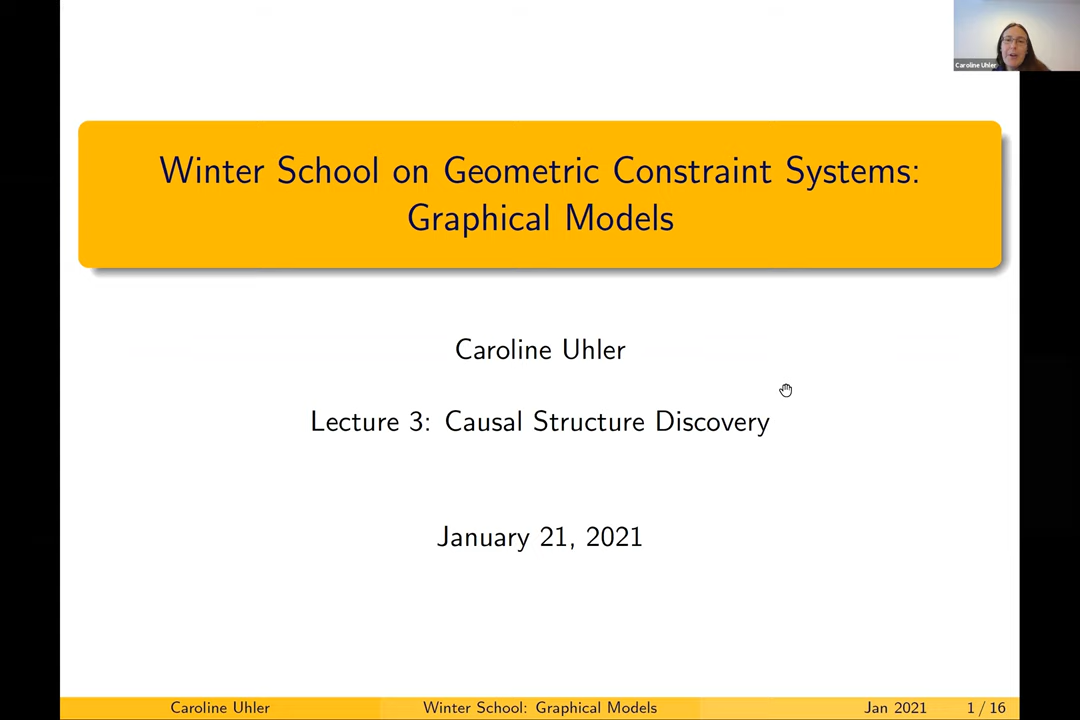 Caroline Uhler
Winter School on Geometric Constraint Systems:
Graphical Models
Caroline Uhler
Lecture 3: Causal Structure Discovery
January 21, 2021
Caroline Uhler
Winter School: Graphical Models
Jan 2021
1 / 16